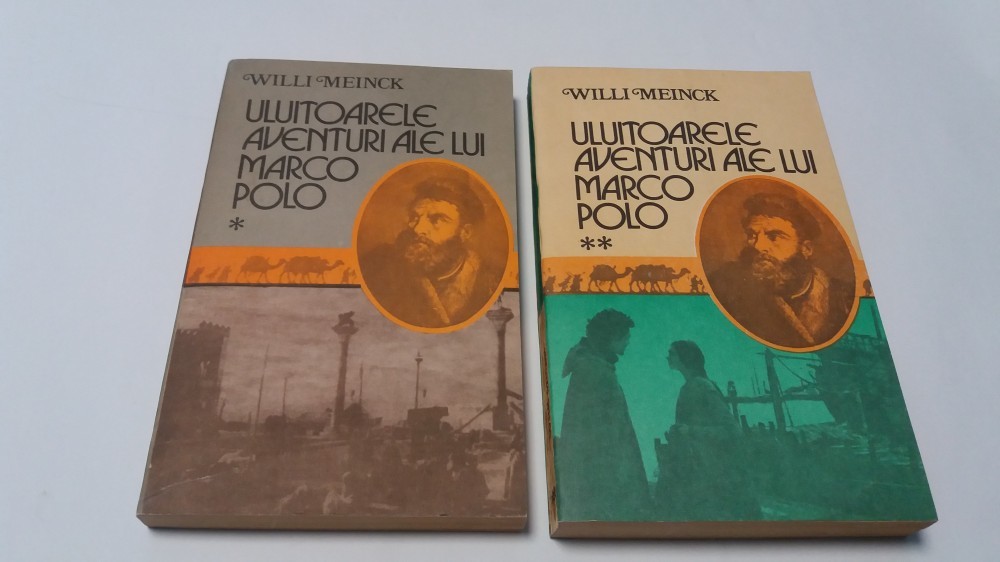 WILLI MEINCK
ULUITOARELE
AVENTURI ALE LUI
MARCO
POLO
*
WILLI MEINCK
ULUITOARELE
AVENTURI ALE LUI
MARCO
POLO
**